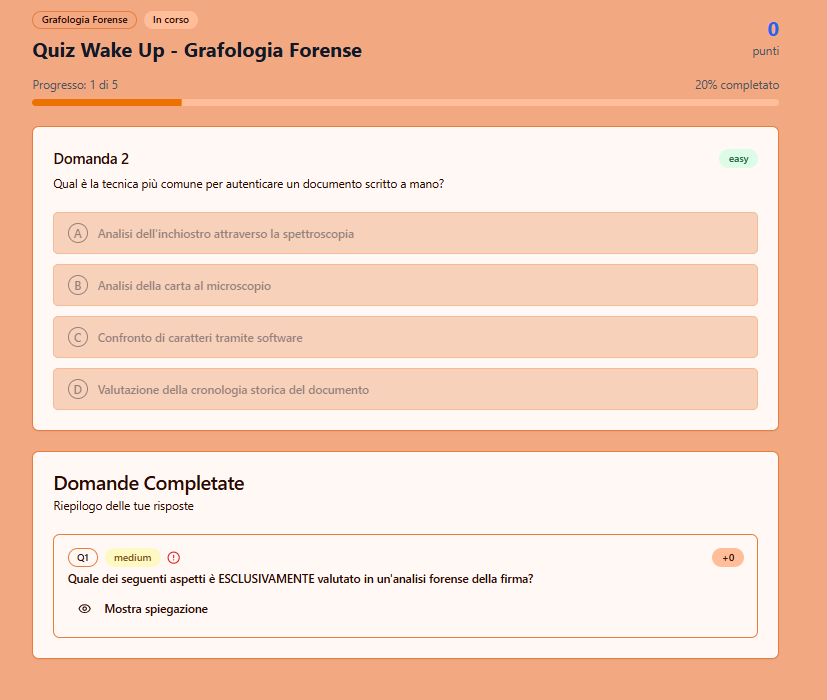 Grafologia Forense
In corso
0
Quiz Wake Up - Grafologia Forense
punti
Progresso: 1 di 5
20% completato
Domanda 2
easy
Qual è la tecnica più comune per autenticare un documento scritto a mano?
A Analisi dell'inchiostro attraverso la spettroscopia
B Analisi della carta al microscopio
C Confronto di caratteri tramite software
D Valutazione della cronologia storica del documento
Domande Completate
Riepilogo delle tue risposte
Q1 medium
+0
Quale dei seguenti aspetti è ESCLUSIVAMENTE valutato in un'analisi forense della firma?
Mostra spiegazione